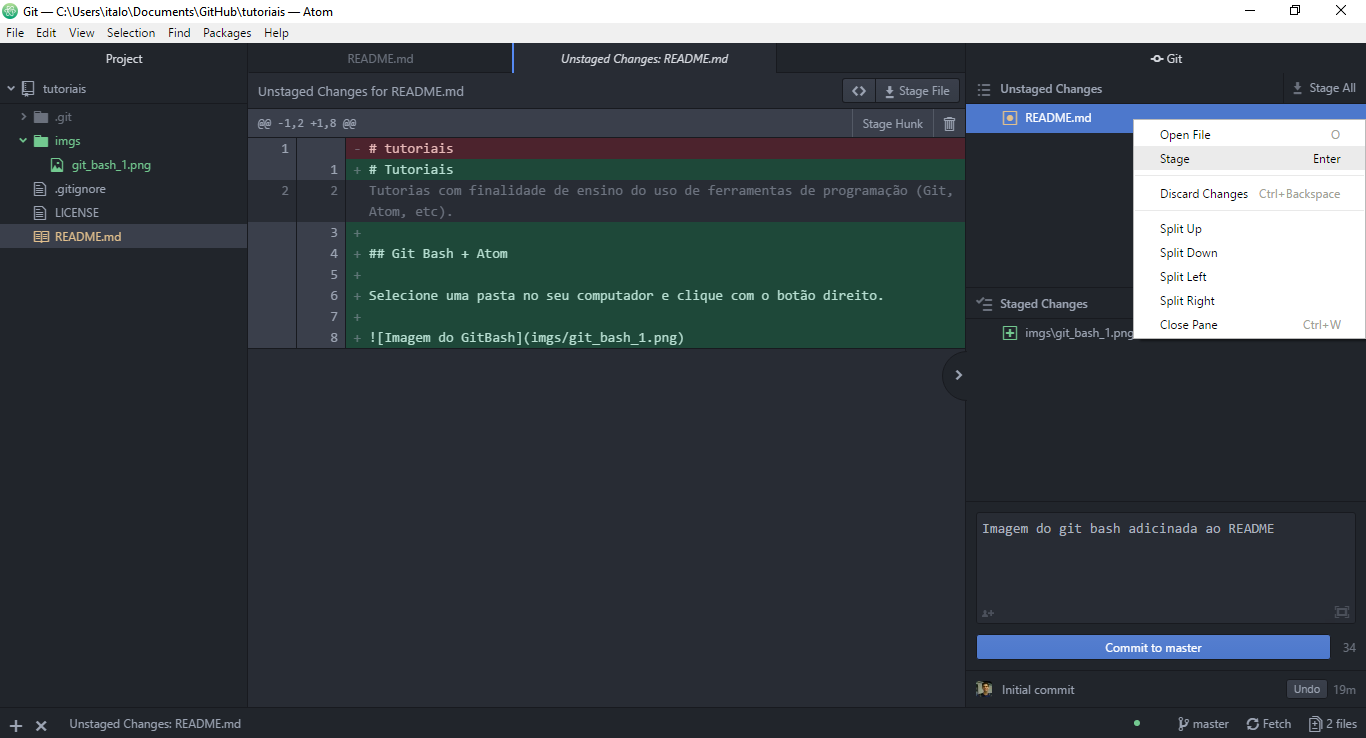 Git — C:\Users\italo\Documents\GitHub\tutoriais — Atom
File Edit View Selection Find Packages Help
Project
tutoriais
.git
imgs
git_bash_1.png
.gitignore
LICENSE
README.md
README.md
Unstaged Changes: README.md
Unstaged Changes for README.md
<> Stage File
@@ -1,2 +1,8 @@
Stage Hunk
1 - # tutoriais
1 + # Tutoriais
2 2 Tutorias com finalidade de ensino do uso de ferramentas de programação (Git,
Atom, etc).
3 +
4 + ## Git Bash + Atom
5 +
6 + Selecione uma pasta no seu computador e clique com o botão direito.
7 +
8 + ![Imagem do GitBash](imgs/git_bash_1.png)
Git
Unstaged Changes
Stage All
README.md
Open File O
Stage Enter
Discard Changes Ctrl+Backspace
Split Up
Split Down
Split Left
Split Right
Close Pane Ctrl+W
Staged Changes
imgs\git_bash_1.png
Imagem do git bash adicinada ao README
Commit to master
34
Initial commit
Undo
19m
Unstaged Changes: README.md
master
Fetch
2 files